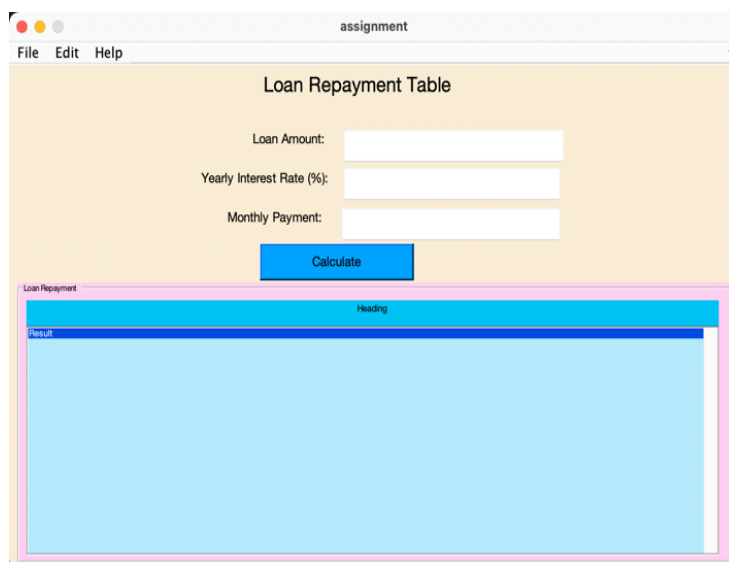 assignment
File Edit Help
Loan Repayment Table
Loan Amount:
Yearly Interest Rate (%):
Monthly Payment:
Calculate
Loan Repayment
Heading
Result